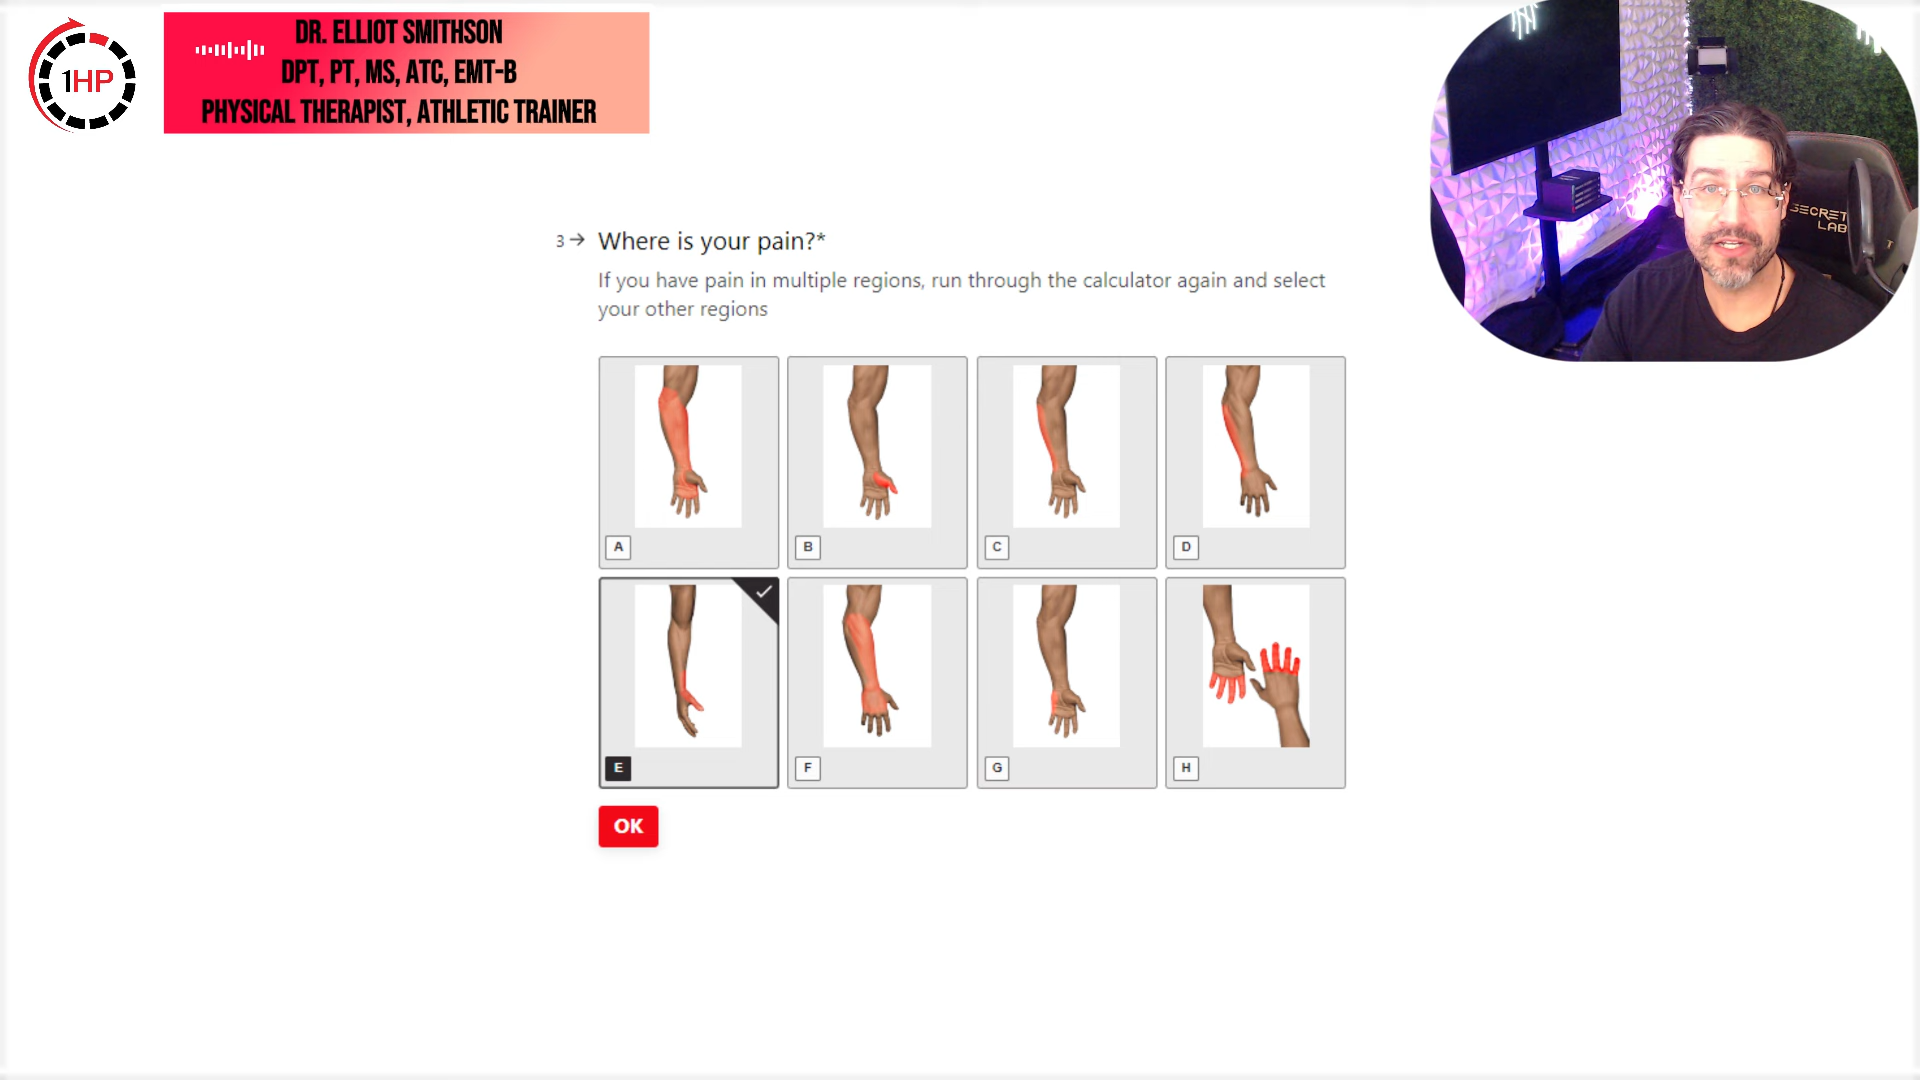 1HP
DR. ELLIOT SMITHSON
DPT, PT, MS, ATC, EMT-B
PHYSICAL THERAPIST, ATHLETIC TRAINER
3→ Where is your pain?*
If you have pain in multiple regions, run through the calculator again and select
your other regions
A
B
C
D
E
F
G
H
OK
SECRET
LAB
T